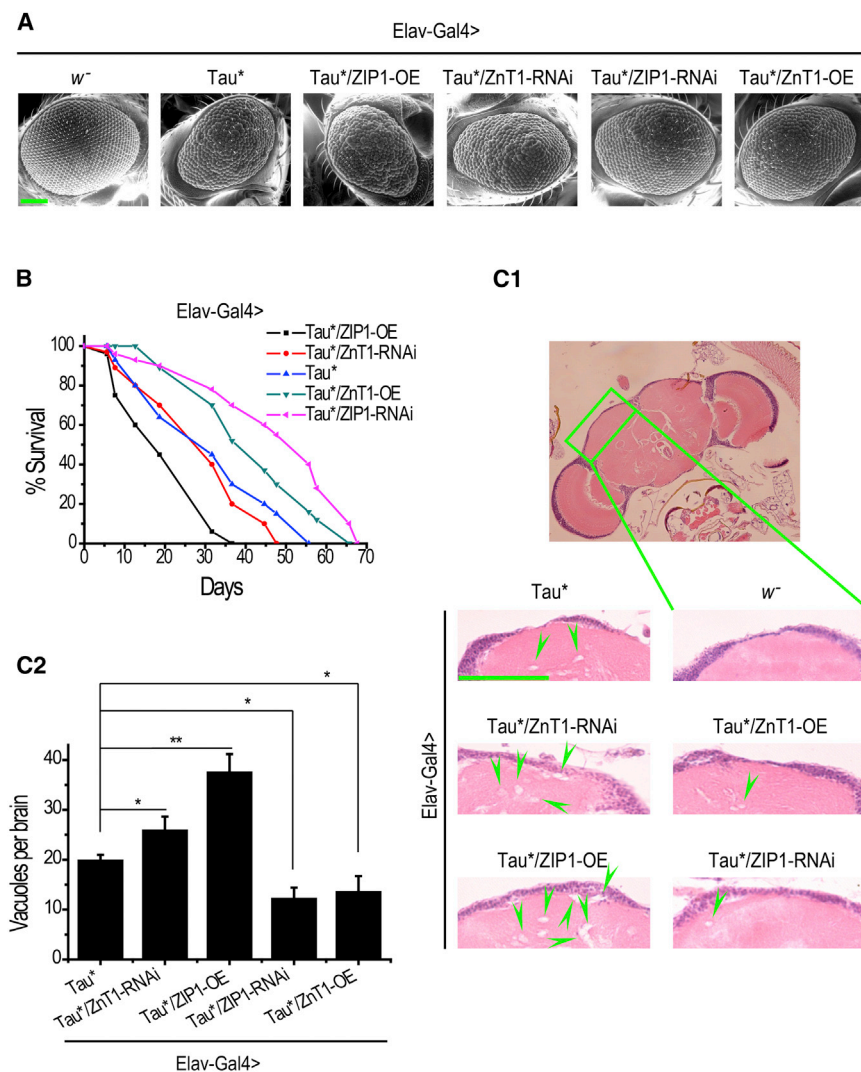 A
Elav-Gal4>
w⁻ Tau* Tau*/ZIP1-OE Tau*/ZnT1-RNAi Tau*/ZIP1-RNAi Tau*/ZnT1-OE
B
Elav-Gal4>
Tau*/ZIP1-OE
Tau*/ZnT1-RNAi
Tau*
Tau*/ZnT1-OE
Tau*/ZIP1-RNAi
% Survival
100
80
60
40
20
0
0 10 20 30 40 50 60 70
Days
C1
Tau* w⁻
Tau*/ZnT1-RNAi Tau*/ZnT1-OE
Tau*/ZIP1-OE Tau*/ZIP1-RNAi
Elav-Gal4>
C2
*
*
**
*
Vacuoles per brain
40
30
20
10
0
Tau*
Tau*/ZnT1-RNAi
Tau*/ZIP1-OE
Tau*/ZIP1-RNAi
Tau*/ZnT1-OE
Elav-Gal4>